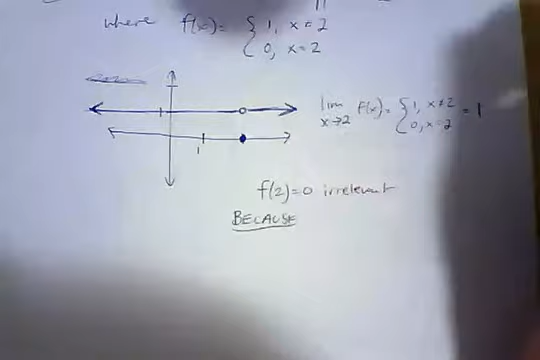 where f(x) = { 1, x ≠ 2
0, x = 2
lim x→2 f(x) = { 1, x ≠ 2 = 1
0, x = 2
1
f(2) = 0 irrelevant
BECAUSE